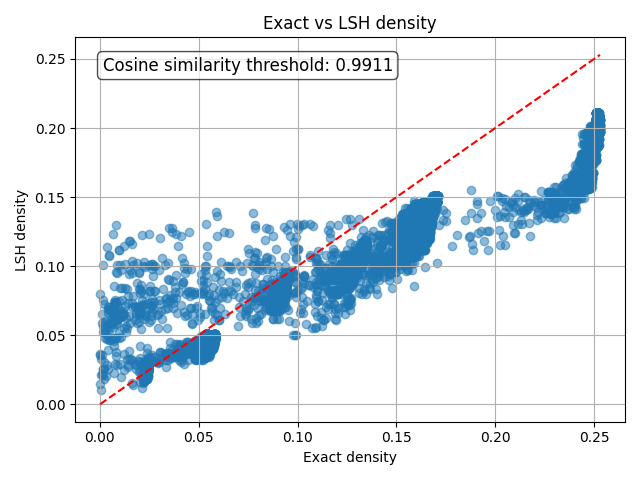 Exact vs LSH density
Cosine similarity threshold: 0.9911
LSH density
0.25
0.20
0.15
0.10
0.05
0.00
0.00 0.05 0.10 0.15 0.20 0.25
Exact density